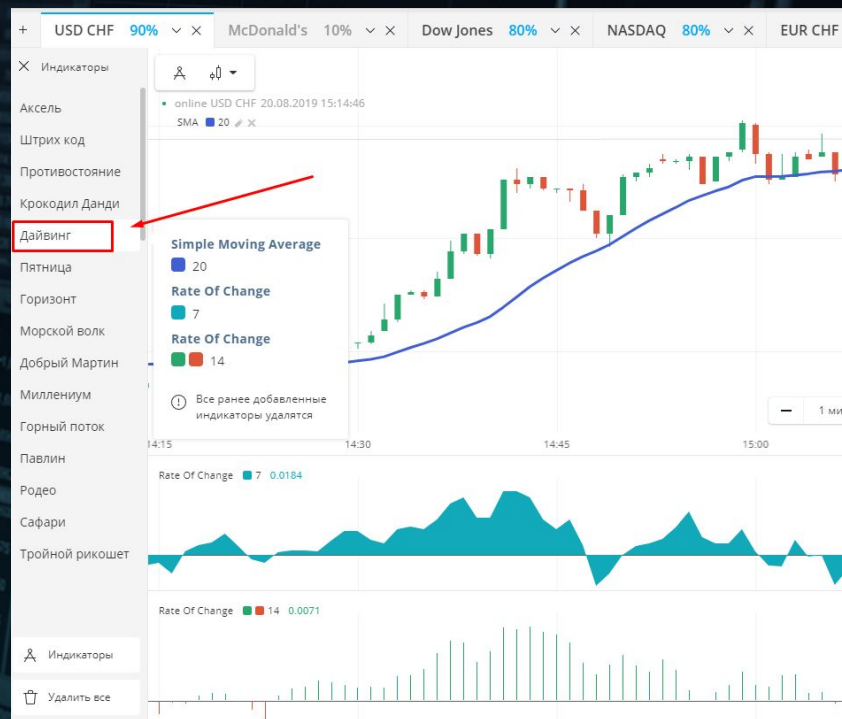 + USD CHF 90% McDonald's 10% Dow Jones 80% NASDAQ 80% EUR CHF
Индикаторы
Аксель
Штрих код
Противостояние
Крокодил Данди
Дайвинг
Пятница
Горизонт
Морской волк
Добрый Мартин
Миллениум
Горный поток
Павлин
Родео
Сафари
Тройной рикошет
Индикаторы
Удалить все
online USD CHF 20.08.2019 15:14:46
SMA 20
Simple Moving Average
20
Rate Of Change
7
Rate Of Change
14
Все ранее добавленные
индикаторы удалятся
1 ми
14:15 14:30 14:45 15:00
Rate Of Change 7 0.0184
Rate Of Change 14 0.0071